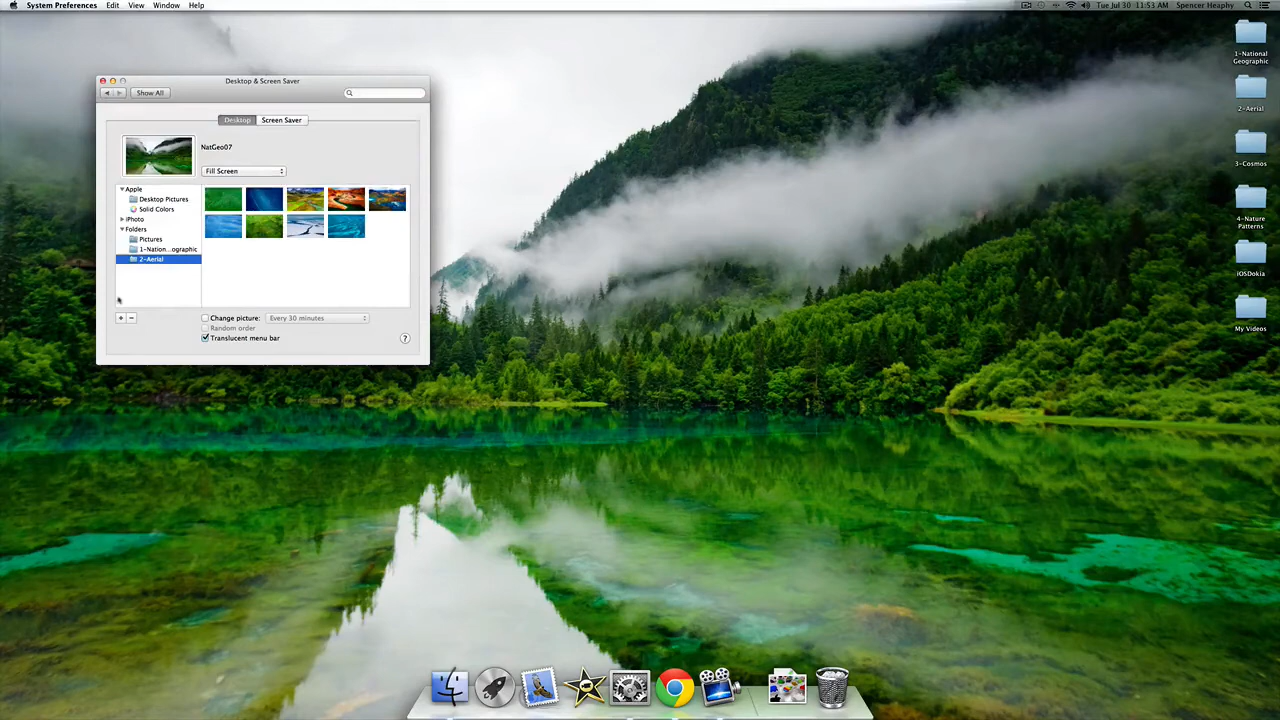 System Preferences Edit View Window Help
Tue Jul 30 11:53 AM Spencer Heaphy
Desktop & Screen Saver
Show All
Desktop Screen Saver
NatGeo07
Fill Screen
Apple
Desktop Pictures
Solid Colors
iPhoto
Folders
Pictures
1-Nation...ographic
2-Aerial
+ −
Change picture: Every 30 minutes
Random order
Translucent menu bar
?
1-National
Geographic
2-Aerial
3-Cosmos
4-Nature
Patterns
iOSDokia
My Videos